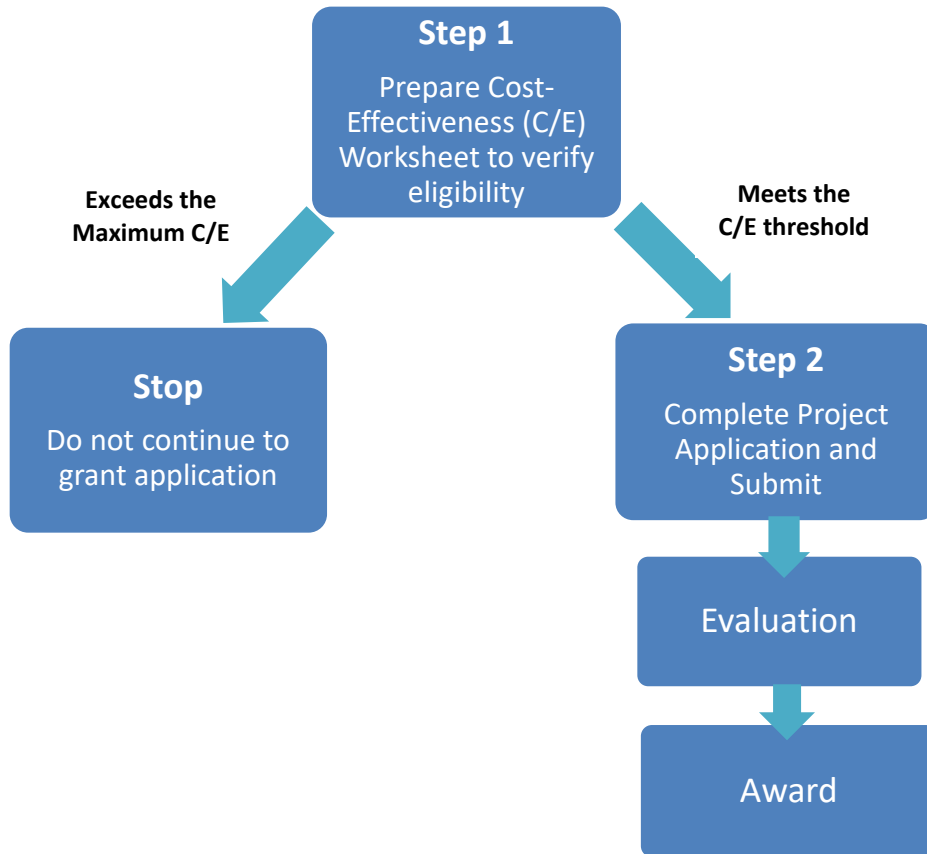 Step 1
Prepare Cost-
Effectiveness (C/E)
Worksheet to verify
eligibility
Exceeds the
Maximum C/E
Meets the
C/E threshold
Stop
Do not continue to
grant application
Step 2
Complete Project
Application and
Submit
Evaluation
Award